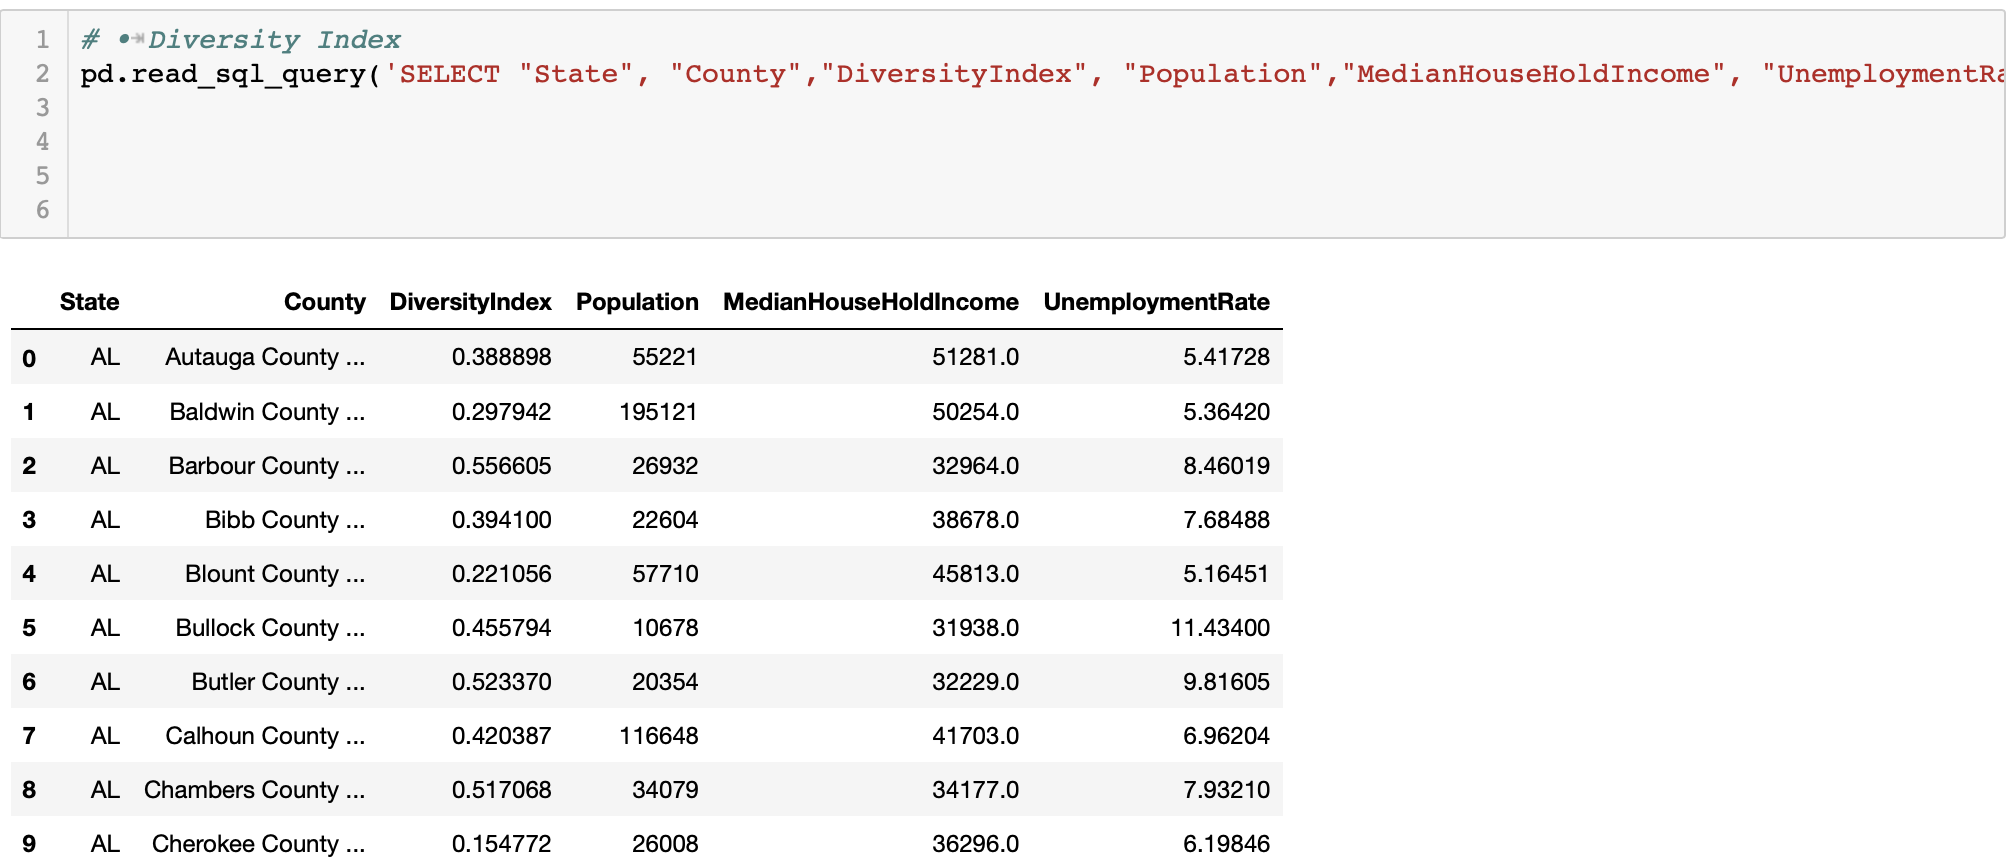 1 # •⇥Diversity Index
2 pd.read_sql_query('SELECT "State", "County","DiversityIndex", "Population","MedianHouseHoldIncome", "UnemploymentRa
3
4
5
6
State County DiversityIndex Population MedianHouseHoldIncome UnemploymentRate
0 AL Autauga County ... 0.388898 55221 51281.0 5.41728
1 AL Baldwin County ... 0.297942 195121 50254.0 5.36420
2 AL Barbour County ... 0.556605 26932 32964.0 8.46019
3 AL Bibb County ... 0.394100 22604 38678.0 7.68488
4 AL Blount County ... 0.221056 57710 45813.0 5.16451
5 AL Bullock County ... 0.455794 10678 31938.0 11.43400
6 AL Butler County ... 0.523370 20354 32229.0 9.81605
7 AL Calhoun County ... 0.420387 116648 41703.0 6.96204
8 AL Chambers County ... 0.517068 34079 34177.0 7.93210
9 AL Cherokee County ... 0.154772 26008 36296.0 6.19846